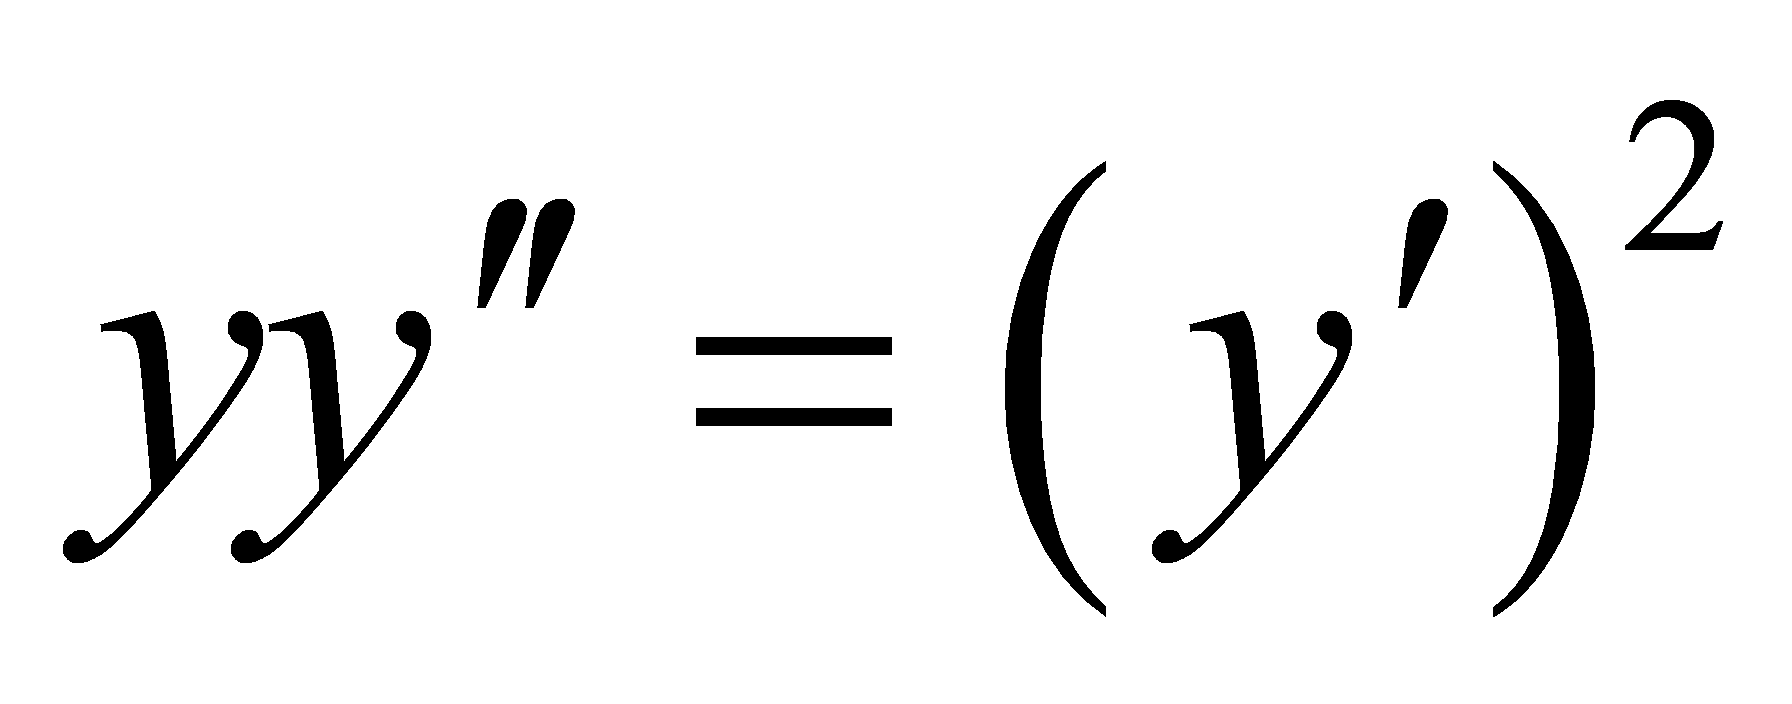 yy″ = (y′)²